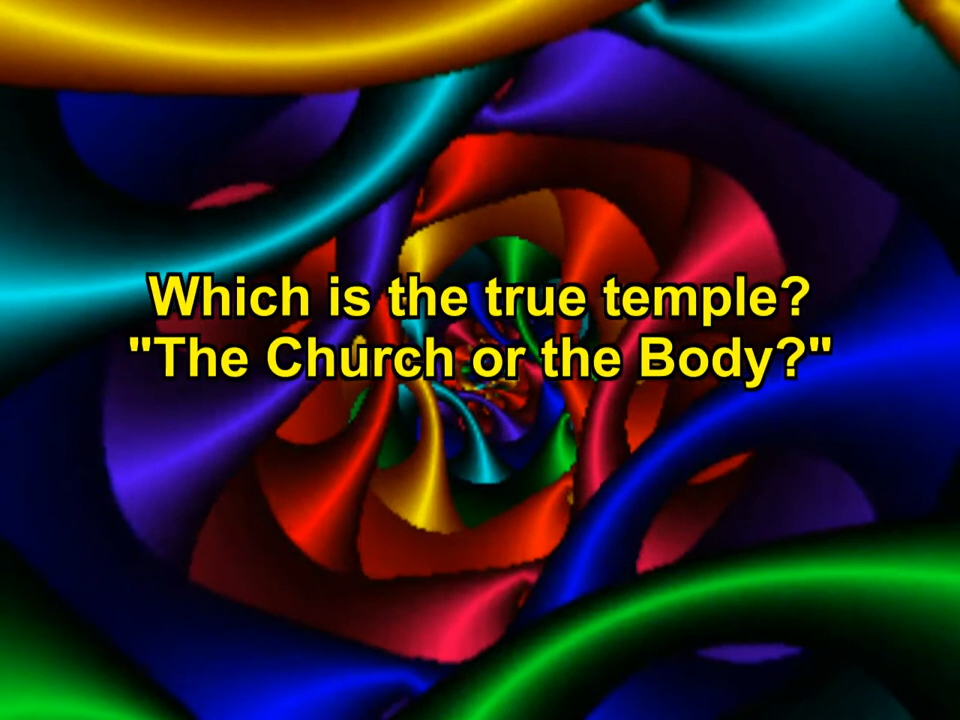 Which is the true temple?
"The Church or the Body?"